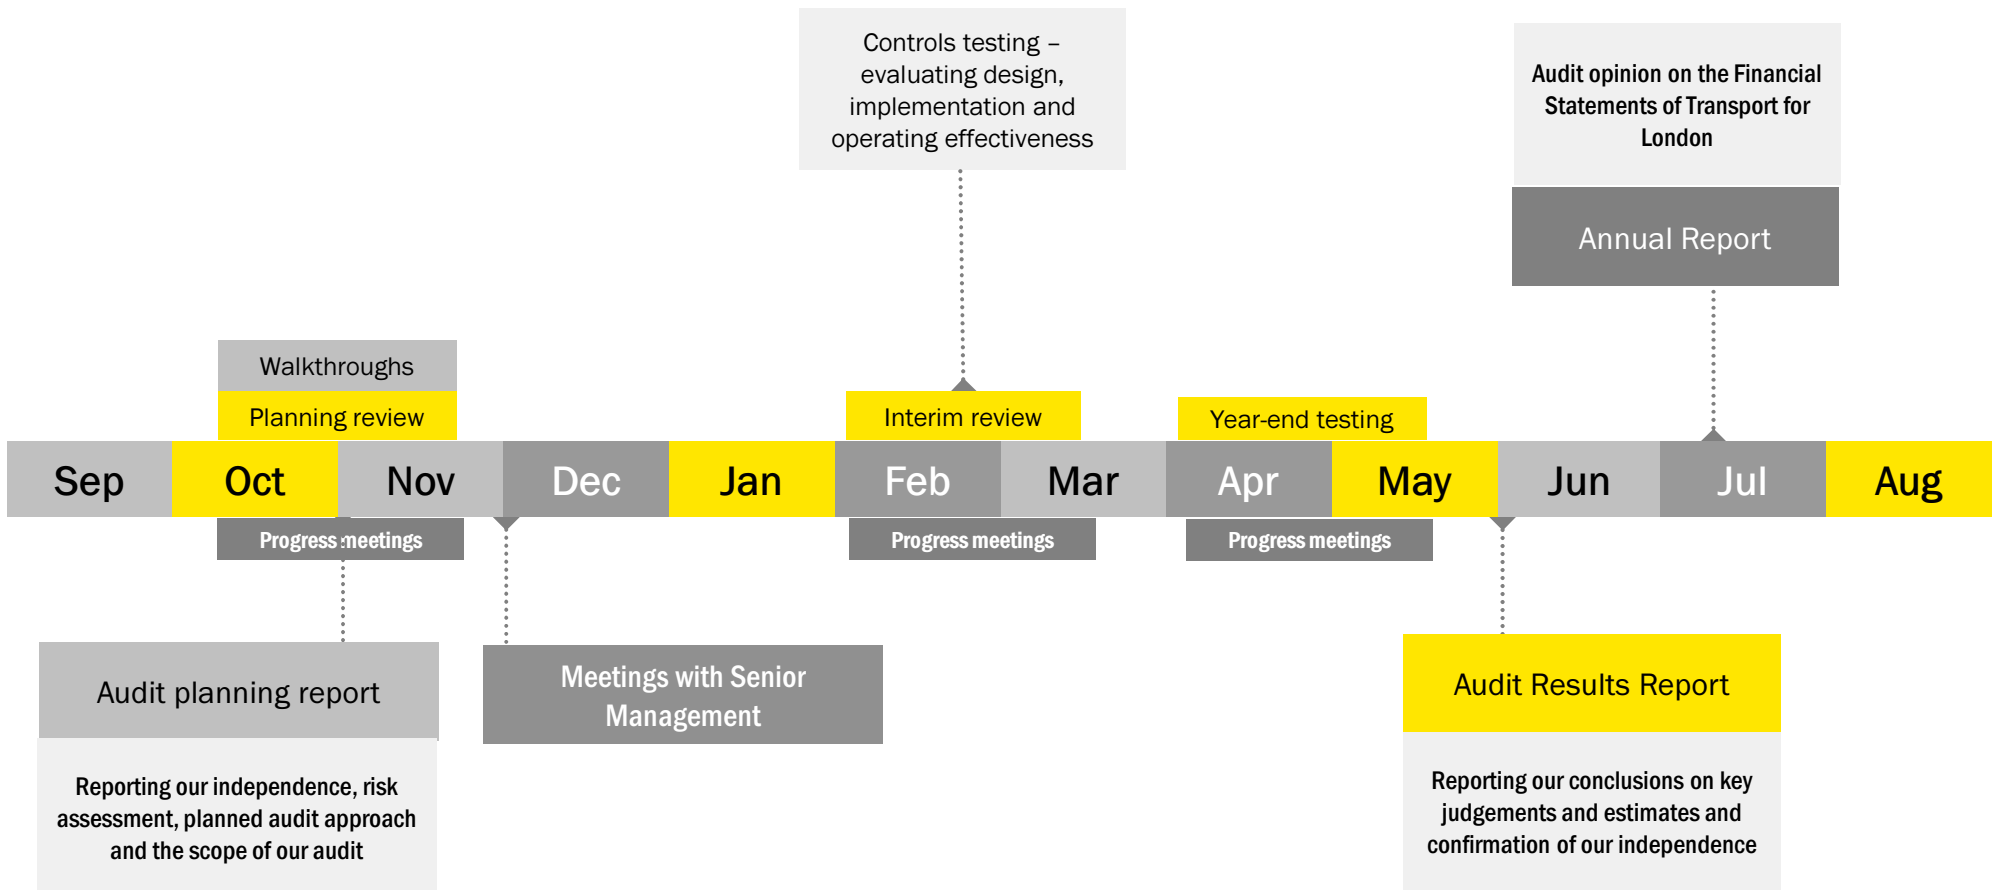 Controls testing –
evaluating design,
implementation and
operating effectiveness
Audit opinion on the Financial
Statements of Transport for
London
Annual Report
Walkthroughs
Planning review
Interim review
Year-end testing
Sep Oct Nov Dec Jan Feb Mar Apr May Jun Jul Aug
Progress meetings
Progress meetings
Progress meetings
Audit planning report
Reporting our independence, risk
assessment, planned audit approach
and the scope of our audit
Meetings with Senior
Management
Audit Results Report
Reporting our conclusions on key
judgements and estimates and
confirmation of our independence